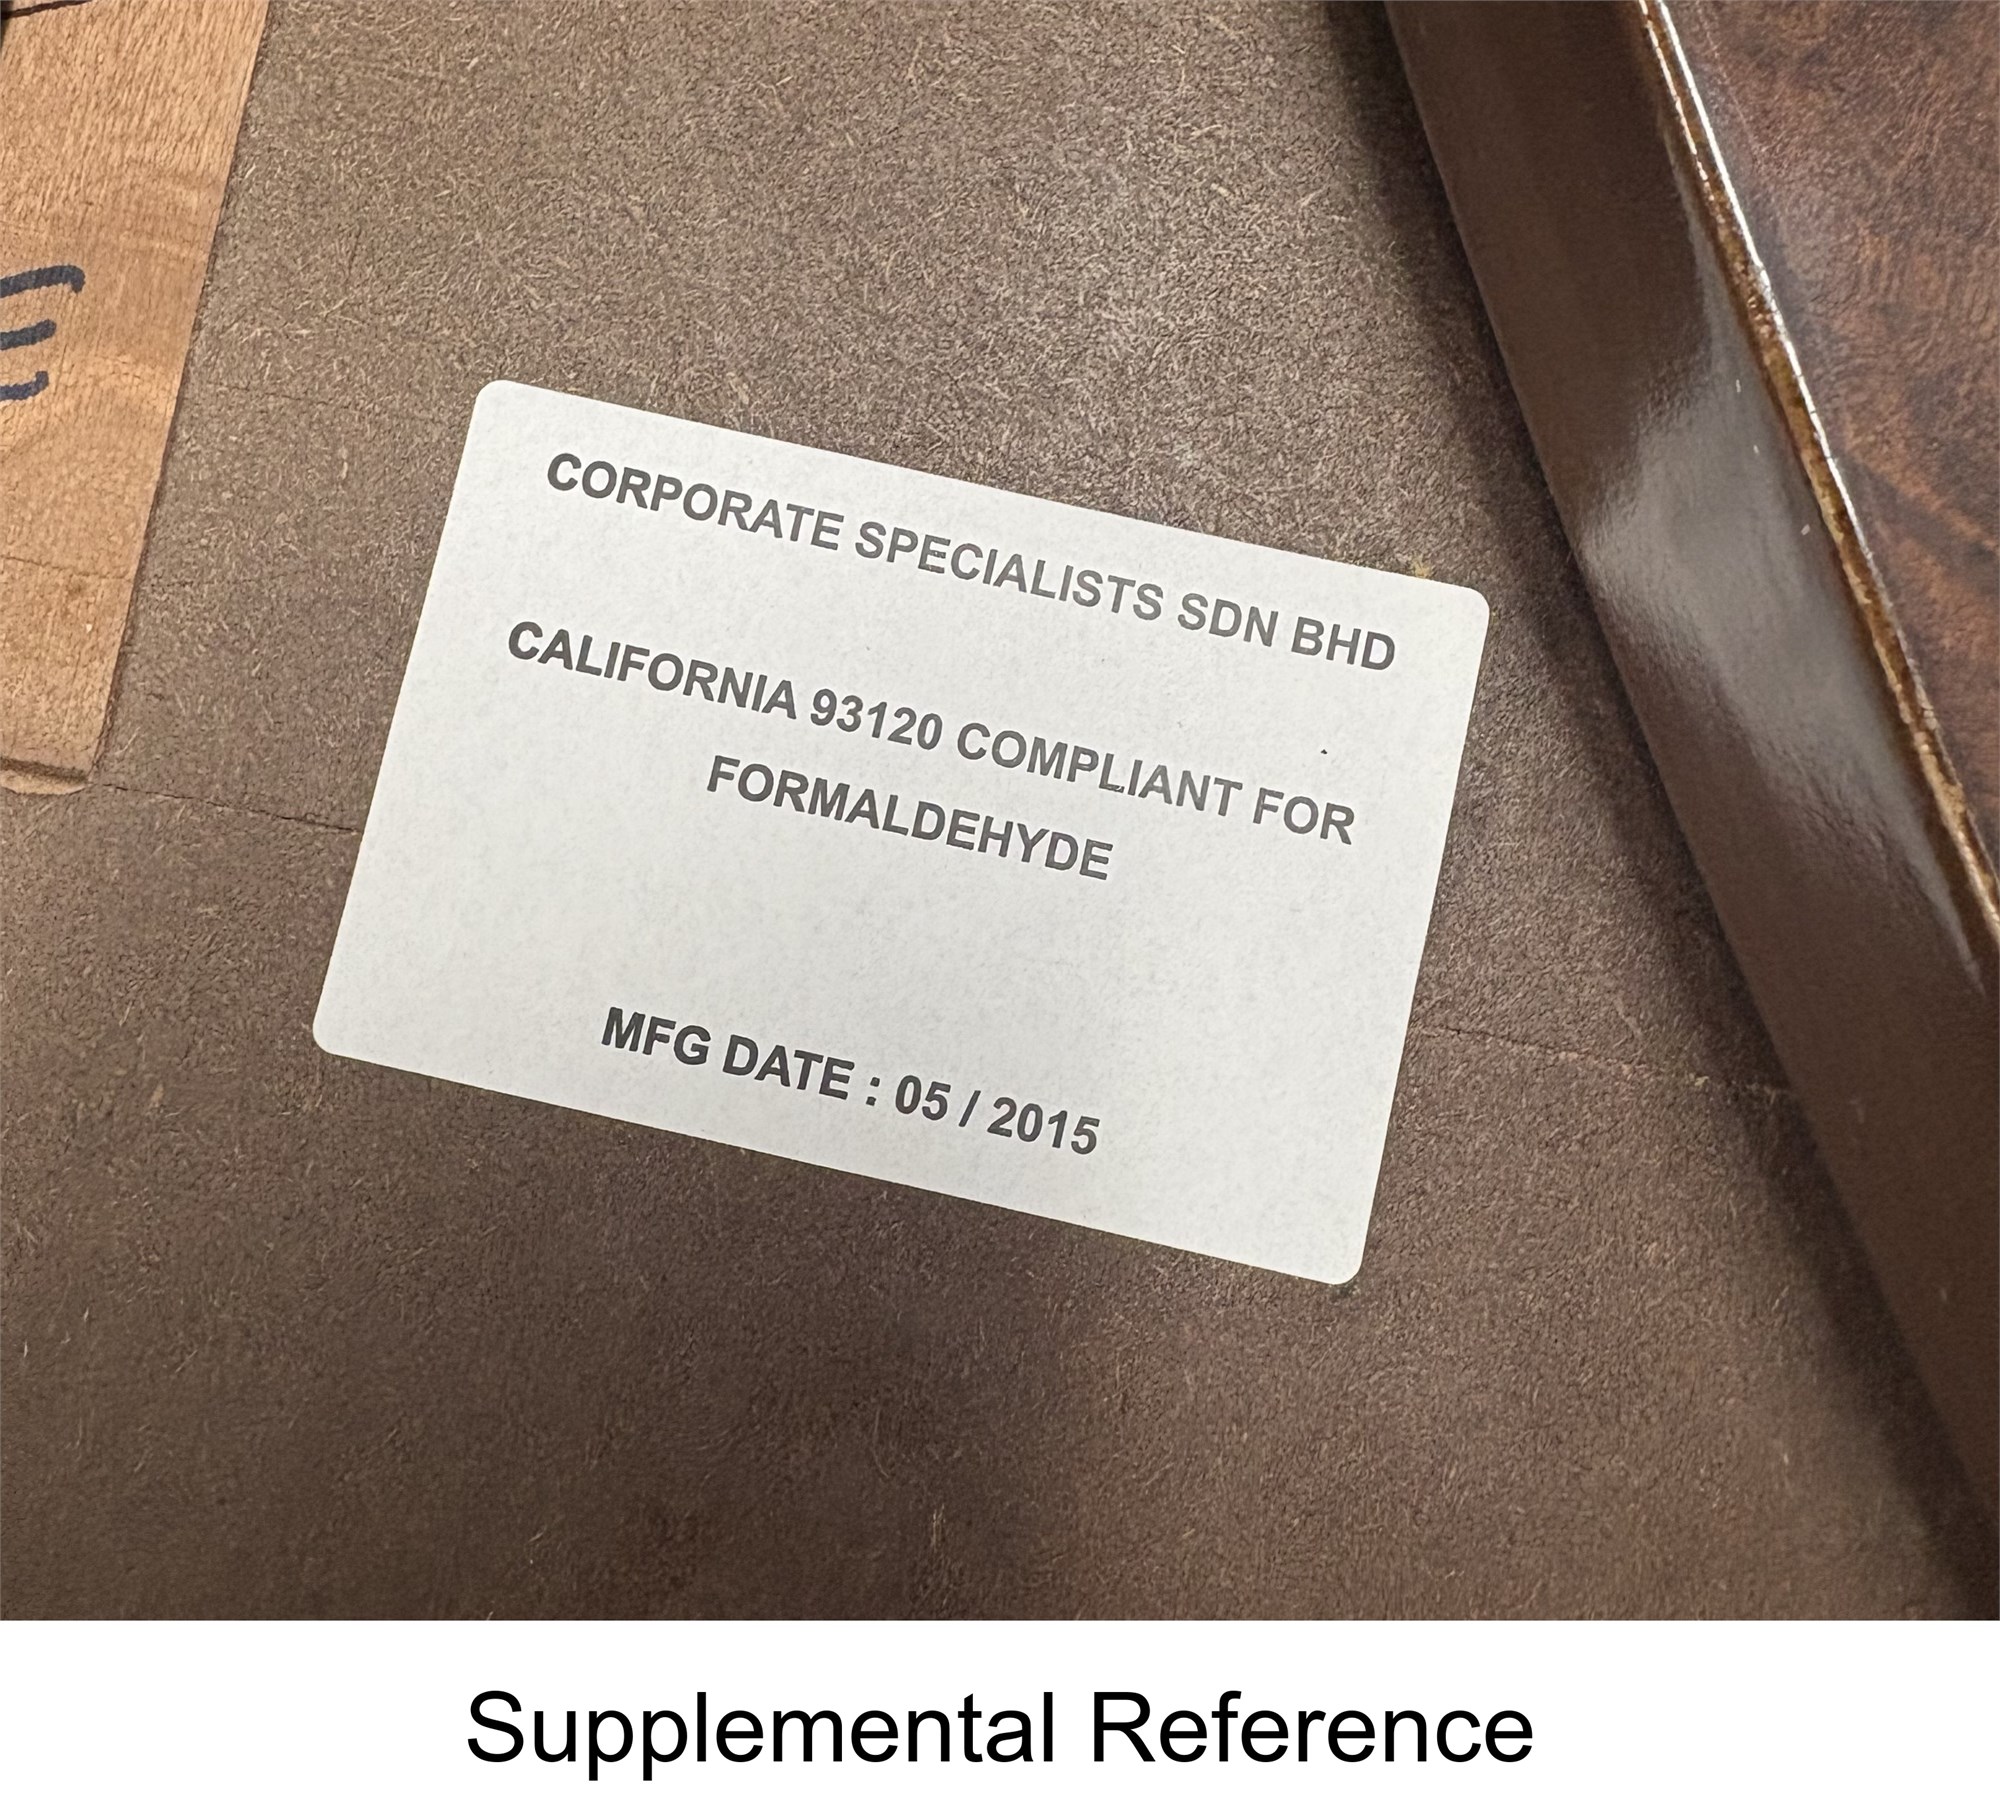 CORPORATE SPECIALISTS SDN BHD
CALIFORNIA 93120 COMPLIANT FOR
FORMALDEHYDE
MFG DATE : 05 / 2015
Supplemental Reference